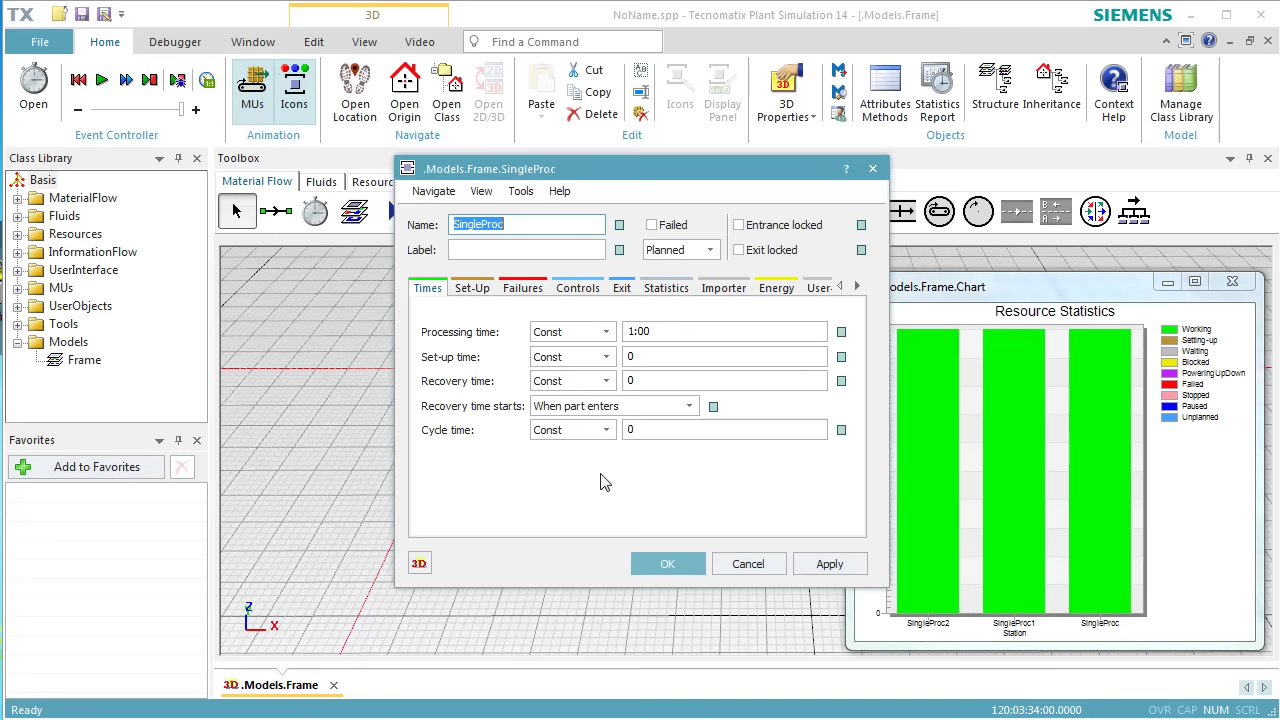 TX
3D
NoName.spp - Tecnomatix Plant Simulation 14 - [.Models.Frame]
SIEMENS
File
Home
Debugger
Window
Edit
View
Video
Find a Command
Open
Event Controller
MUs
Icons
Animation
Open Location
Open Origin
Open Class
Open 2D/3D
Navigate
Paste
Cut
Copy
Delete
Edit
Icons
Display Panel
3D Properties
Attributes Methods
Statistics Report
Structure
Inheritance
Objects
Context Help
Manage Class Library
Model
Class Library
Basis
MaterialFlow
Fluids
Resources
InformationFlow
UserInterface
MUs
UserObjects
Tools
Models
Frame
Favorites
Add to Favorites
Toolbox
Material Flow
Fluids
Resourc
.Models.Frame.SingleProc
?
Navigate
View
Tools
Help
Name:
SingleProc
Failed
Entrance locked
Label:
Planned
Exit locked
Times
Set-Up
Failures
Controls
Exit
Statistics
Importer
Energy
User-
Processing time:
Const
1:00
Set-up time:
Const
0
Recovery time:
Const
0
Recovery time starts:
When part enters
Cycle time:
Const
0
3D
OK
Cancel
Apply
odels.Frame.Chart
Resource Statistics
Working
Setting-up
Waiting
Blocked
PoweringUpDown
Failed
Stopped
Paused
Unplanned
0
SingleProc2
SingleProc1
SingleProc
Station
Z
X
3D .Models.Frame
Ready
120:03:34:00.0000
OVR CAP NUM SCRL